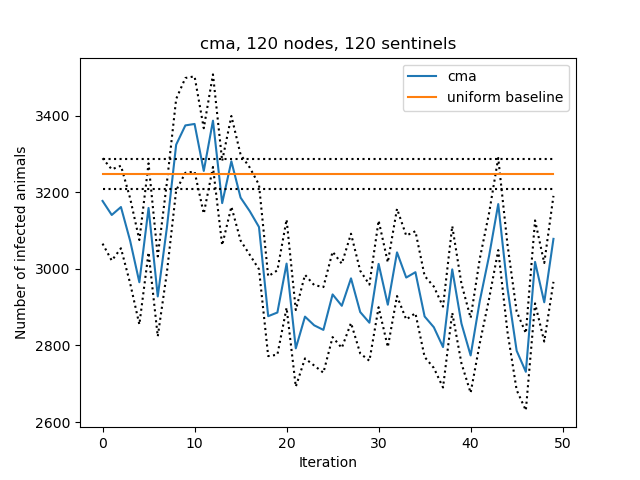 cma, 120 nodes, 120 sentinels
cma
uniform baseline
Number of infected animals
3400
3200
3000
2800
2600
0 10 20 30 40 50
Iteration